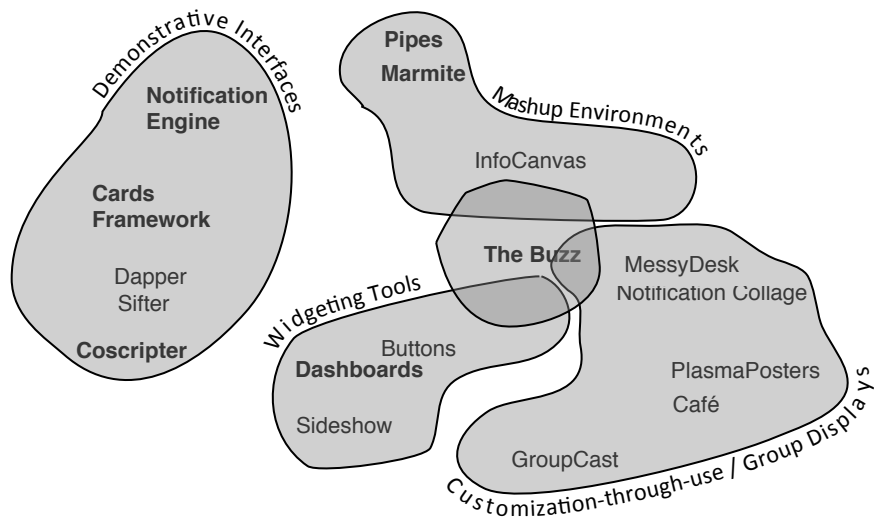 Demonstrative Interfaces
Notification
Engine
Cards
Framework
Dapper
Sifter
Coscripter
Pipes
Marmite
Mashup Environments
InfoCanvas
The Buzz
Widgeting Tools
Buttons
Dashboards
Sideshow
MessyDesk
Notification Collage
PlasmaPosters
Café
GroupCast
Customization-through-use / Group Displays